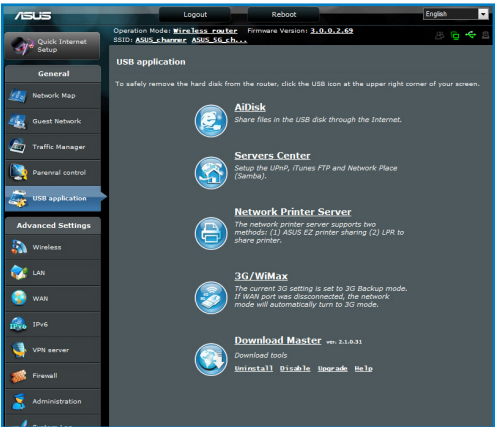 ASUS
Logout
Reboot
English
Operation Mode: Wireless router Firmware Version: 3.0.0.2.69
SSID: ASUS_channer ASUS_5G_ch...
Quick Internet
Setup
General
Network Map
Guest Network
Traffic Manager
Parenral control
USB application
Advanced Settings
Wireless
LAN
WAN
IPv6
VPN server
Firewall
Administration
USB application
To safely remove the hard disk from the router, click the USB icon at the upper right corner of your screen.
AiDisk
Share files in the USB disk through the Internet.
Servers Center
Setup the UPnP, iTunes FTP and Network Place
(Samba).
Network Printer Server
The network printer server supports two
methods: (1) ASUS EZ printer sharing (2) LPR to
share printer.
3G/WiMax
The current 3G setting is set to 3G Backup mode.
If WAN port was dissconnected, the network
mode will automatically turn to 3G mode.
Download Master ver. 2.1.0.31
Download tools
Uninstall Disable Upgrade Help